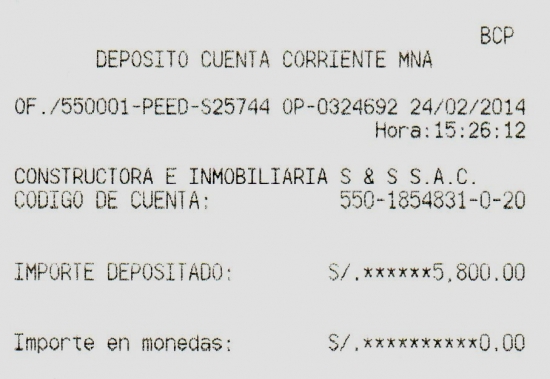 BCP
DEPOSITO CUENTA CORRIENTE MNA
OF./550001-PEED-S25744 OP-0324692 24/02/2014
Hora:15:26:12
CONSTRUCTORA E INMOBILIARIA S & S S.A.C.
CODIGO DE CUENTA: 550-1854831-0-20
IMPORTE DEPOSITADO: S/.******5,800.00
Importe en monedas: S/.**********0.00